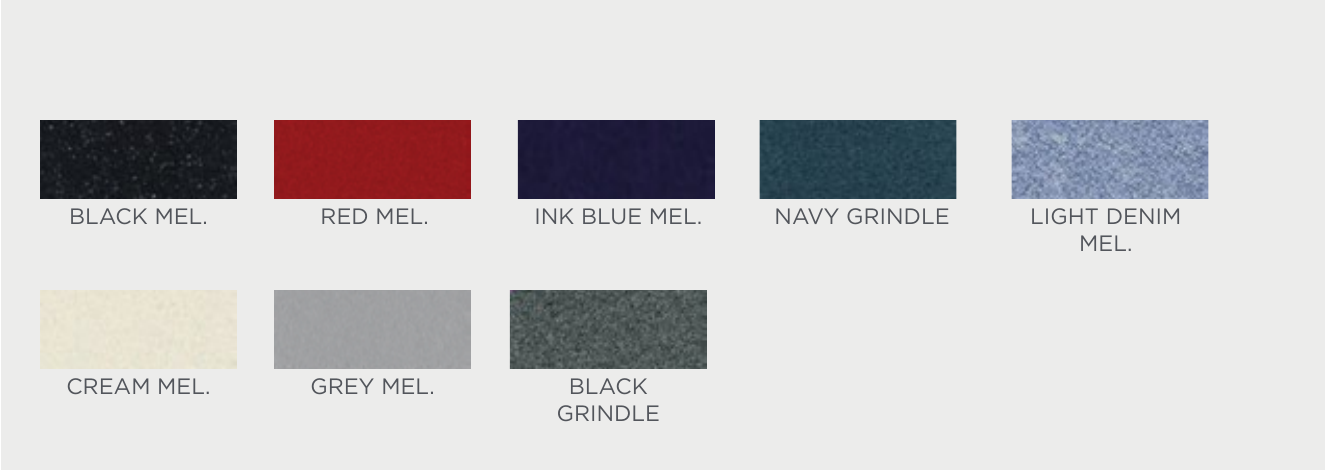 BLACK MEL.
RED MEL.
INK BLUE MEL.
NAVY GRINDLE
LIGHT DENIM
MEL.
CREAM MEL.
GREY MEL.
BLACK
GRINDLE